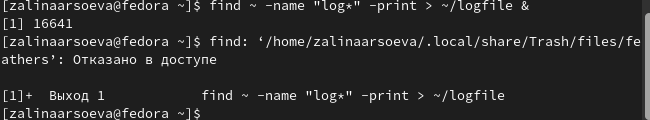 [zalinaarsoeva@fedora ~]$ find ~ -name "log*" -print > ~/logfile &
[1] 16641
[zalinaarsoeva@fedora ~]$ find: ‘/home/zalinaarsoeva/.local/share/Trash/files/fe
athers’: Отказано в доступе
[1]+  Выход 1            find ~ -name "log*" -print > ~/logfile
[zalinaarsoeva@fedora ~]$